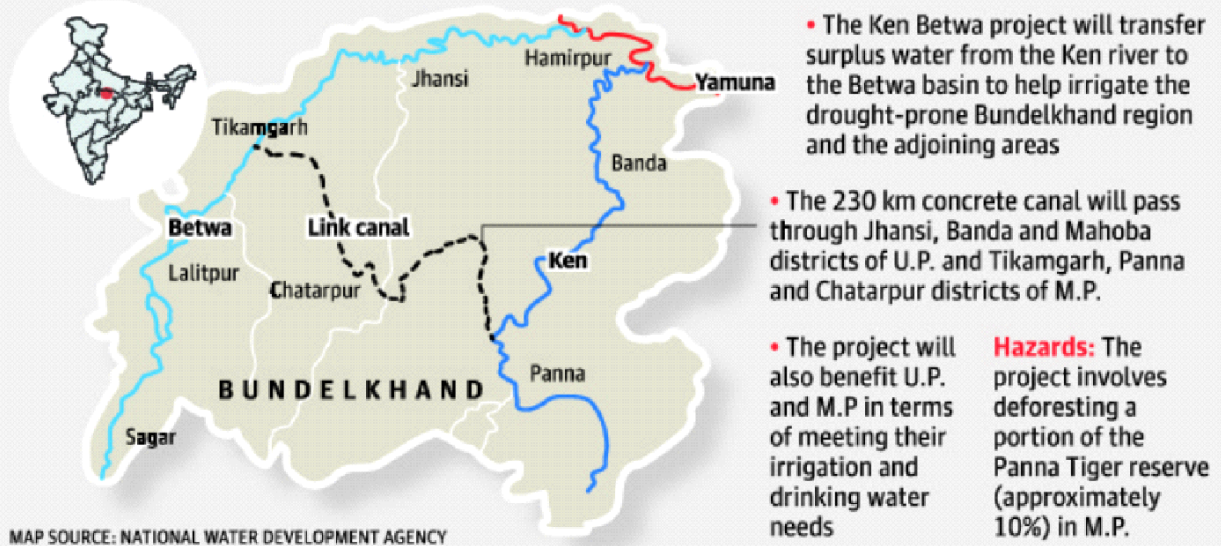 Hamirpur
Yamuna
Jhansi
Tikamgarh
Banda
Betwa
Link canal
Ken
Lalitpur
Chatarpur
Panna
BUNDELKHAND
Sagar
MAP SOURCE: NATIONAL WATER DEVELOPMENT AGENCY
• The Ken Betwa project will transfer
surplus water from the Ken river to
the Betwa basin to help irrigate the
drought-prone Bundelkhand region
and the adjoining areas
• The 230 km concrete canal will pass
through Jhansi, Banda and Mahoba
districts of U.P. and Tikamgarh, Panna
and Chatarpur districts of M.P.
• The project will
also benefit U.P.
and M.P in terms
of meeting their
irrigation and
drinking water
needs
Hazards: The
project involves
deforesting a
portion of the
Panna Tiger reserve
(approximately
10%) in M.P.